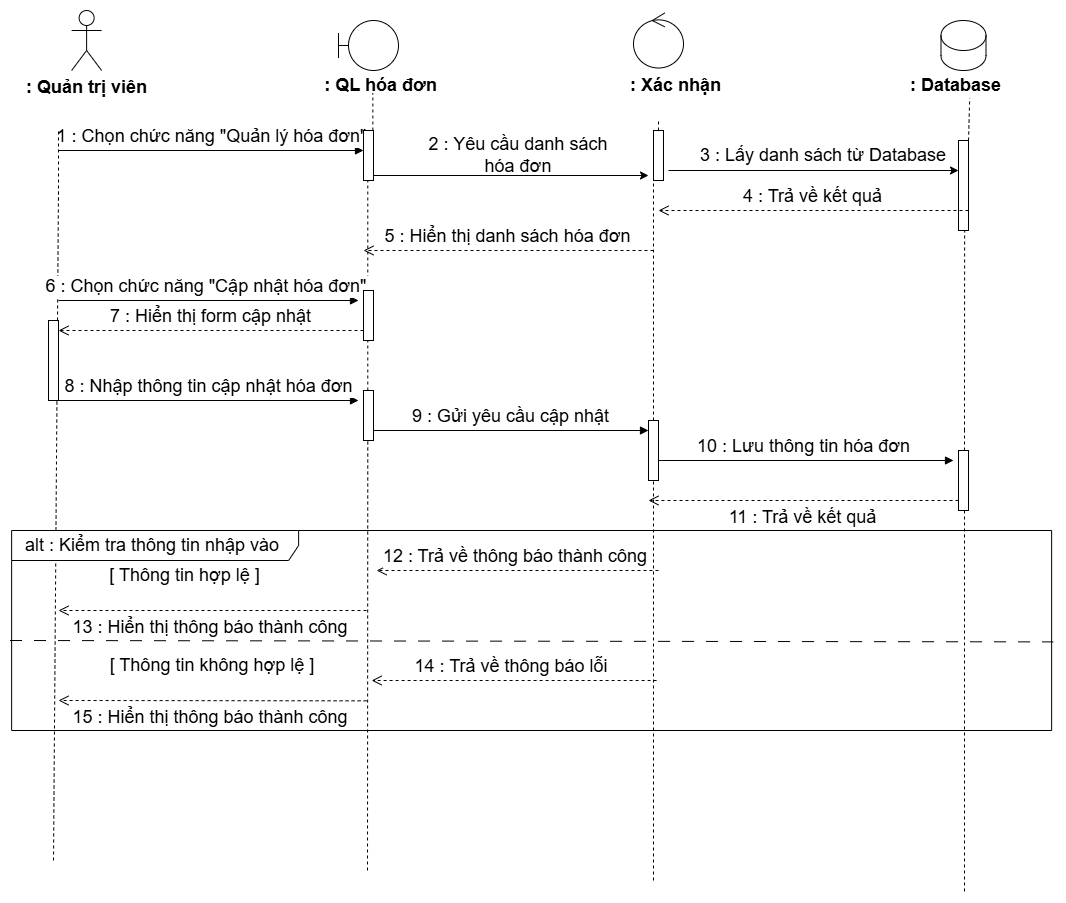 : Quản trị viên
: QL hóa đơn
: Xác nhận
: Database
1 : Chọn chức năng "Quản lý hóa đơn"
2 : Yêu cầu danh sách
hóa đơn
3 : Lấy danh sách từ Database
4 : Trả về kết quả
5 : Hiển thị danh sách hóa đơn
6 : Chọn chức năng "Cập nhật hóa đơn"
7 : Hiển thị form cập nhật
8 : Nhập thông tin cập nhật hóa đơn
9 : Gửi yêu cầu cập nhật
10 : Lưu thông tin hóa đơn
11 : Trả về kết quả
alt : Kiểm tra thông tin nhập vào
12 : Trả về thông báo thành công
[ Thông tin hợp lệ ]
13 : Hiển thị thông báo thành công
[ Thông tin không hợp lệ ]
14 : Trả về thông báo lỗi
15 : Hiển thị thông báo thành công